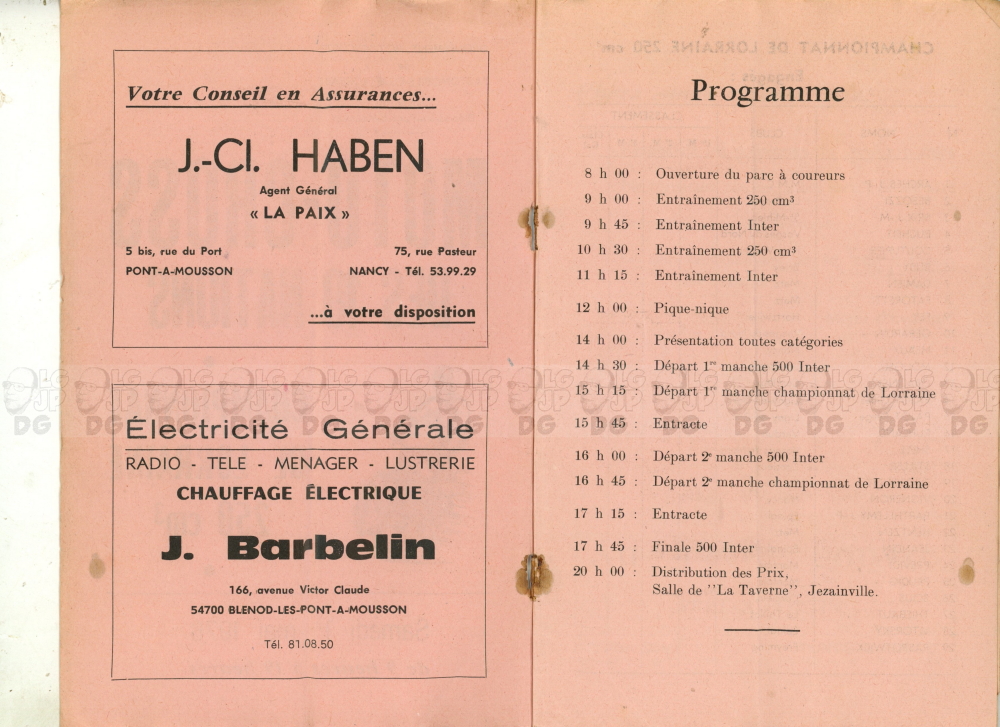 Votre Conseil en Assurances...
J.-Cl. HABEN
Agent Général
« LA PAIX »
5 bis, rue du Port
PONT-A-MOUSSON
75, rue Pasteur
NANCY - Tél. 53.99.29
...à votre disposition
Électricité Générale
RADIO - TELE - MENAGER - LUSTRERIE
CHAUFFAGE ÉLECTRIQUE
J. Barbelin
166, avenue Victor Claude
54700 BLENOD-LES-PONT-A-MOUSSON
Tél. 81.08.50
Programme
8 h 00 : Ouverture du parc à coureurs
9 h 00 : Entraînement 250 cm³
9 h 45 : Entraînement Inter
10 h 30 : Entraînement 250 cm³
11 h 15 : Entraînement Inter
12 h 00 : Pique-nique
14 h 00 : Présentation toutes catégories
14 h 30 : Départ 1re manche 500 Inter
15 h 15 : Départ 1re manche championnat de Lorraine
15 h 45 : Entracte
16 h 00 : Départ 2e manche 500 Inter
16 h 45 : Départ 2e manche championnat de Lorraine
17 h 15 : Entracte
17 h 45 : Finale 500 Inter
20 h 00 : Distribution des Prix,
Salle de ''La Taverne'', Jezainville.